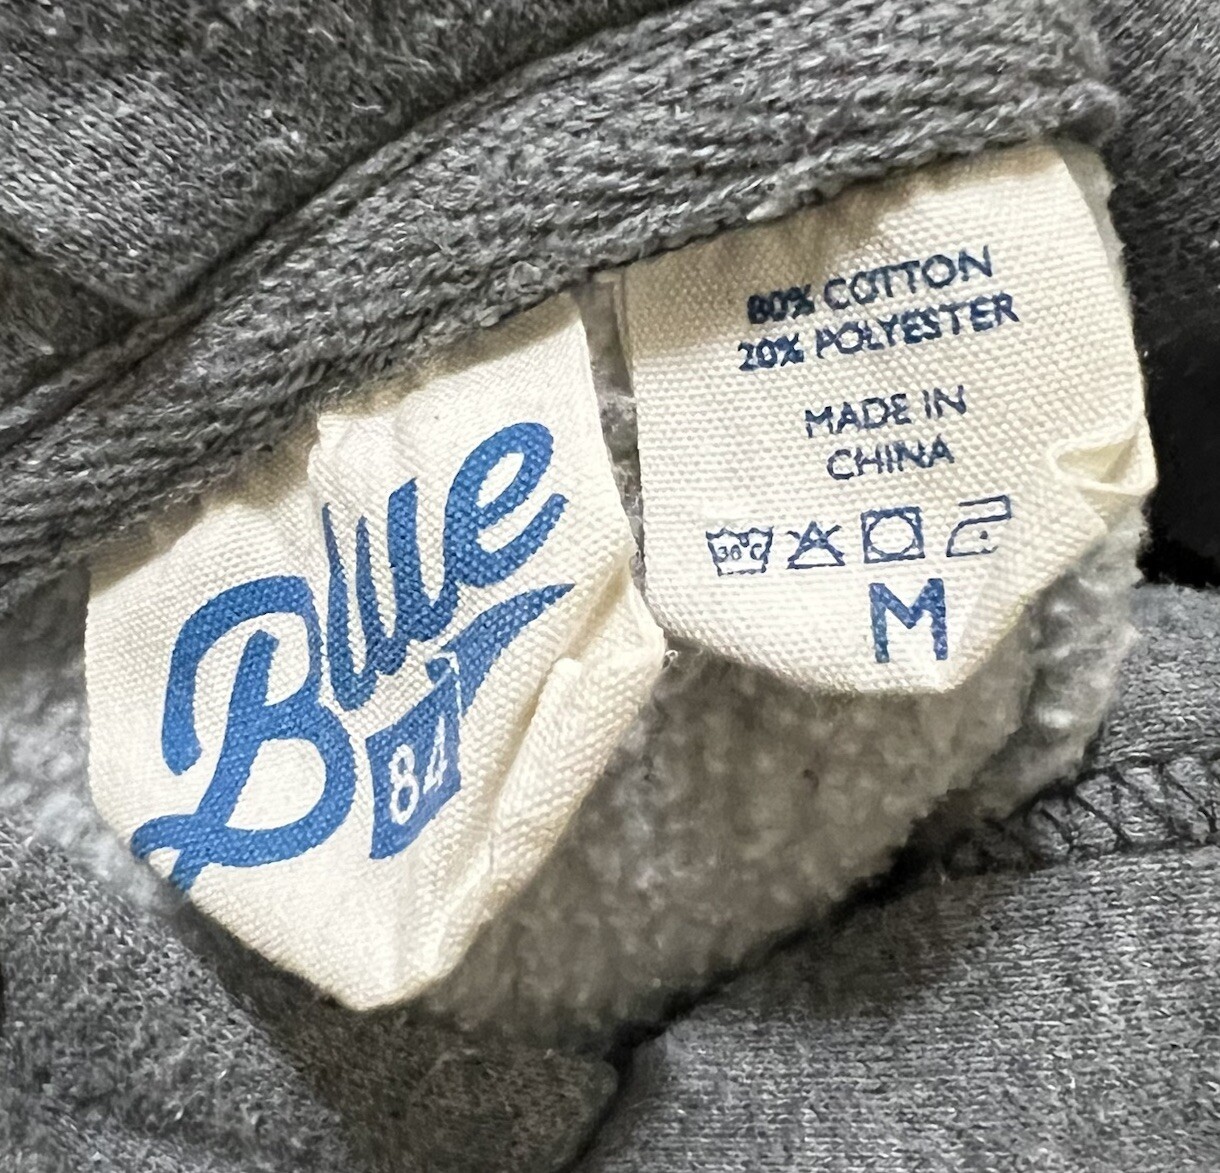 Blue
84
80% COTTON
20% POLYESTER
MADE IN
CHINA
30°C
M